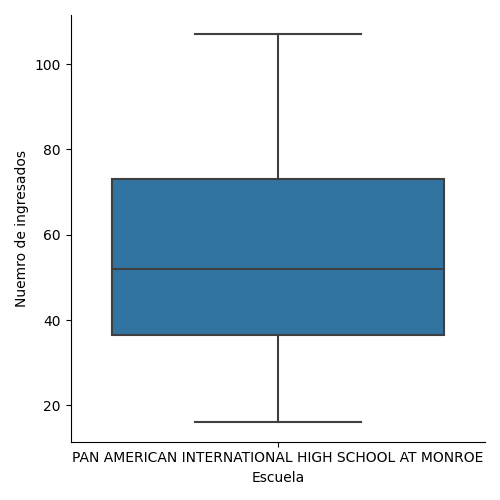 Nuemro de ingresados
100
80
60
40
20
PAN AMERICAN INTERNATIONAL HIGH SCHOOL AT MONROE
Escuela